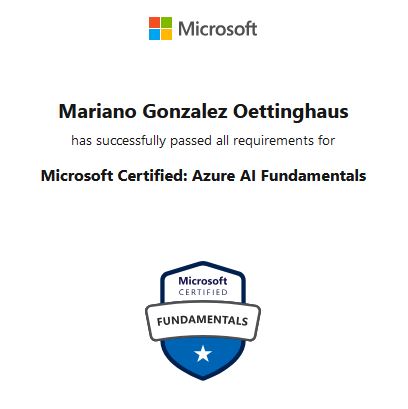 Microsoft
Mariano Gonzalez Oettinghaus
has successfully passed all requirements for
Microsoft Certified: Azure AI Fundamentals
Microsoft
CERTIFIED
FUNDAMENTALS